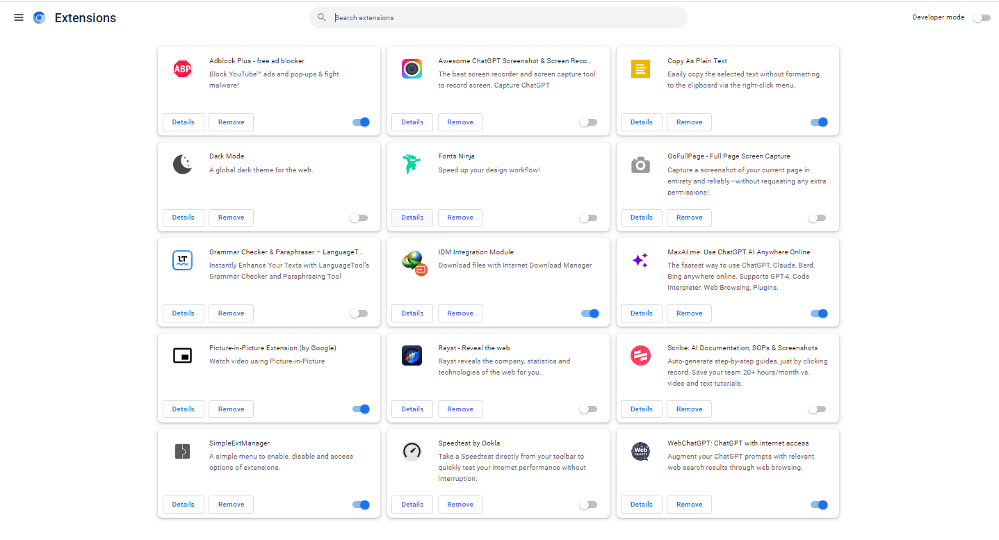 Extensions
Search extensions
Developer mode
ABP
Adblock Plus - free ad blocker
Block YouTube™ ads and pop-ups & fight
malware!
Details
Remove
Awesome ChatGPT Screenshot & Screen Reco...
The best screen recorder and screen capture tool
to record screen. Capture ChatGPT
Details
Remove
Copy As Plain Text
Easily copy the selected text without formatting
to the clipboard via the right-click menu.
Details
Remove
Dark Mode
A global dark theme for the web.
Details
Remove
Fonts Ninja
Speed up your design workflow!
Details
Remove
GoFullPage - Full Page Screen Capture
Capture a screenshot of your current page in
entirety and reliably—without requesting any extra
permissions!
Details
Remove
LT
Grammar Checker & Paraphraser – LanguageT...
Instantly Enhance Your Texts with LanguageTool's
Grammar Checker and Paraphrasing Tool
Details
Remove
IDM Integration Module
Download files with Internet Download Manager
Details
Remove
MaxAI.me: Use ChatGPT AI Anywhere Online
The fastest way to use ChatGPT, Claude, Bard,
Bing anywhere online. Supports GPT-4, Code
Interpreter, Web Browsing, Plugins.
Details
Remove
Picture-in-Picture Extension (by Google)
Watch video using Picture-in-Picture
Details
Remove
Rayst - Reveal the web
Rayst reveals the company, statistics and
technologies of the web for you.
Details
Remove
Scribe: AI Documentation, SOPs & Screenshots
Auto-generate step-by-step guides, just by clicking
record. Save your team 20+ hours/month vs.
video and text tutorials.
Details
Remove
SimpleExtManager
A simple menu to enable, disable and access
options of extensions.
Details
Remove
Speedtest by Ookla
Take a Speedtest directly from your toolbar to
quickly test your internet performance without
interruption.
Details
Remove
Web
ChatGPT
WebChatGPT: ChatGPT with internet access
Augment your ChatGPT prompts with relevant
web search results through web browsing.
Details
Remove